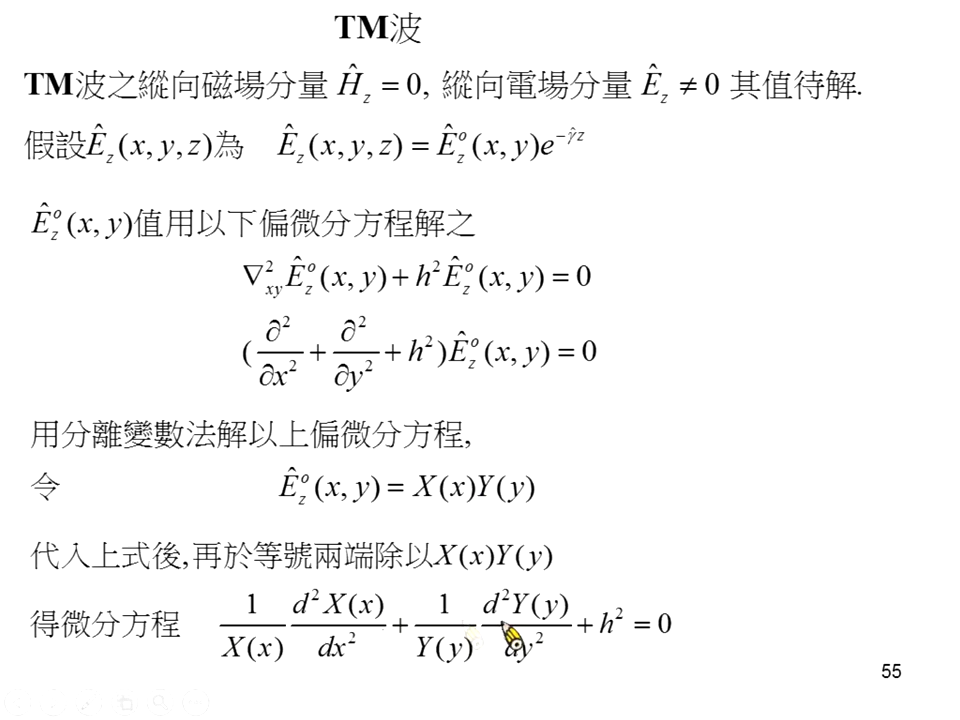 TM波
TM波之縱向磁場分量 Ĥ_z = 0, 縱向電場分量 Ê_z ≠ 0 其值待解.
假設Ê_z(x, y, z)為 Ê_z(x, y, z) = Ê_z^o(x, y)e^{-γ̂z}
Ê_z^o(x, y)值用以下偏微分方程解之
∇²_{xy}Ê_z^o(x, y) + h²Ê_z^o(x, y) = 0
(∂²/∂x² + ∂²/∂y² + h²)Ê_z^o(x, y) = 0
用分離變數法解以上偏微分方程,
令 Ê_z^o(x, y) = X(x)Y(y)
代入上式後,再於等號兩端除以X(x)Y(y)
得微分方程 1/X(x) d²X(x)/dx² + 1/Y(y) d²Y(y)/dy² + h² = 0
55